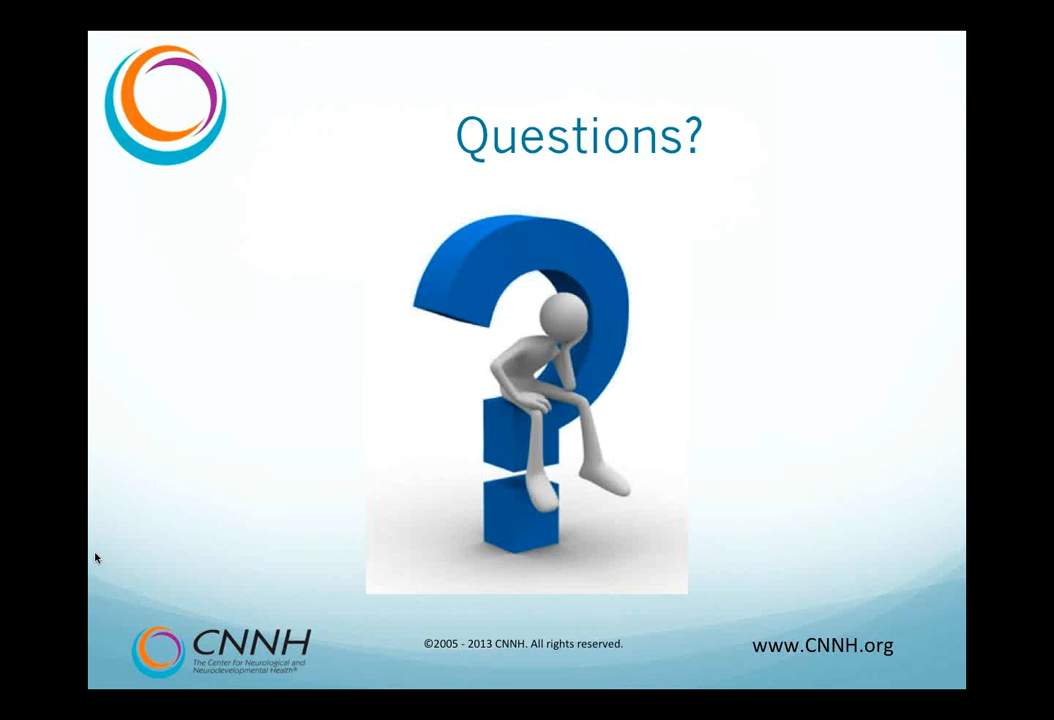 Questions?
CNNH
The Center for Neurological and
Neurodevelopmental Health®
©2005 - 2013 CNNH. All rights reserved.
www.CNNH.org